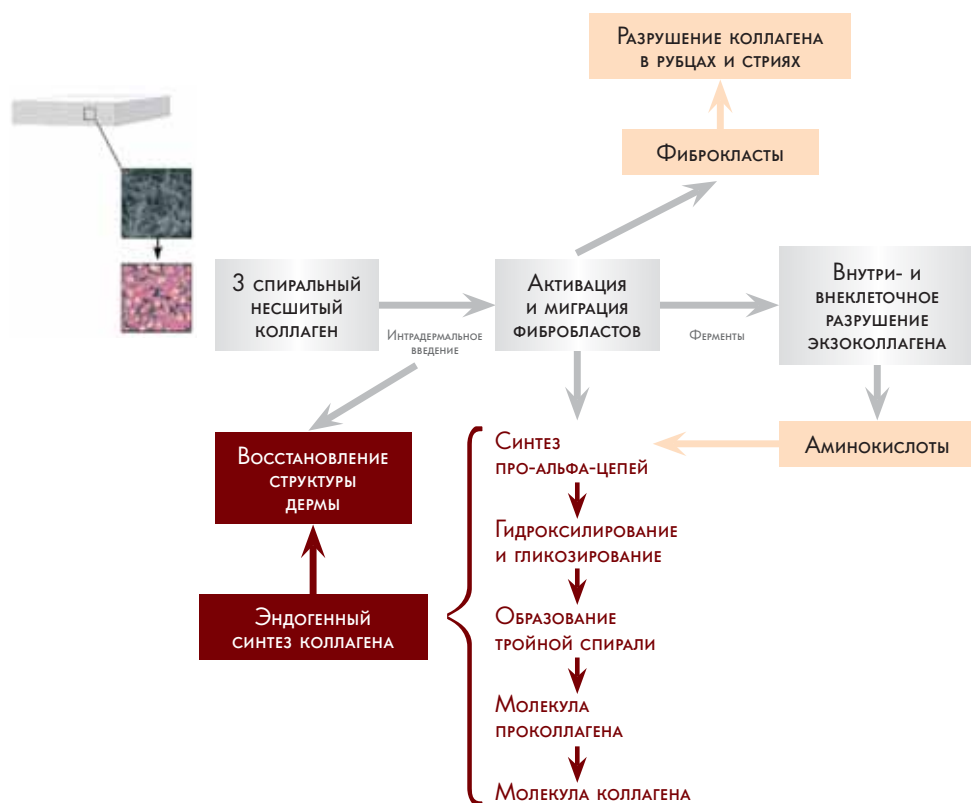 Разрушение коллагена
в рубцах и стриях
Фиброкласты
3 спиральный
несшитый
коллаген
Интрадермальное
введение
Активация
и миграция
фибробластов
Ферменты
Внутри- и
внеклеточное
разрушение
экзоколлагена
Восстановление
структуры
дермы
Синтез
про-альфа-цепей
Аминокислоты
Гидроксилирование
и гликозирование
Эндогенный
синтез коллагена
Образование
тройной спирали
Молекула
проколлагена
Молекула коллагена